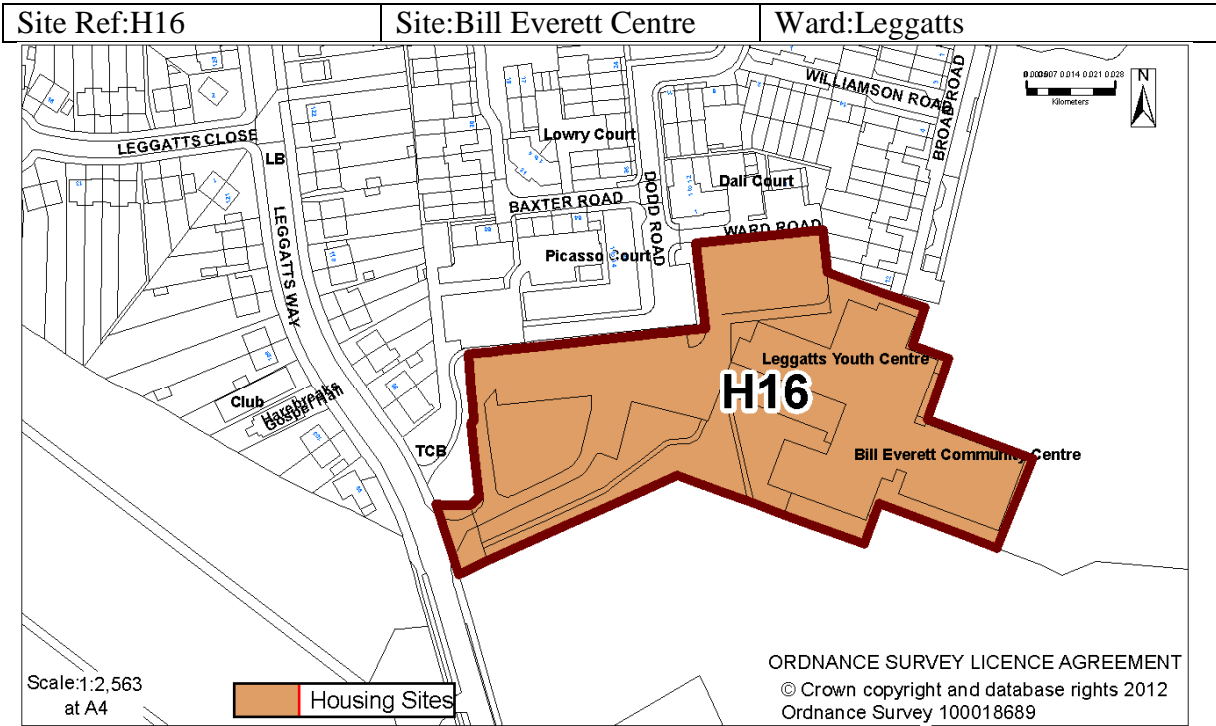 Site Ref:H16 Site:Bill Everett Centre Ward:Leggatts
WILLIAMSON ROAD
BROAD ROAD
N
Kilometers
LEGGATTS CLOSE
LB
Lowry Court
Dali Court
DODD ROAD
BAXTER ROAD
WARD ROAD
LEGGATTS WAY
Picasso Court
Leggatts Youth Centre
H16
Club
Harebreaks
Gospel Hall
TCB
Bill Everett Community Centre
ORDNANCE SURVEY LICENCE AGREEMENT
© Crown copyright and database rights 2012
Ordnance Survey 100018689
Scale:1:2,563
at A4
Housing Sites